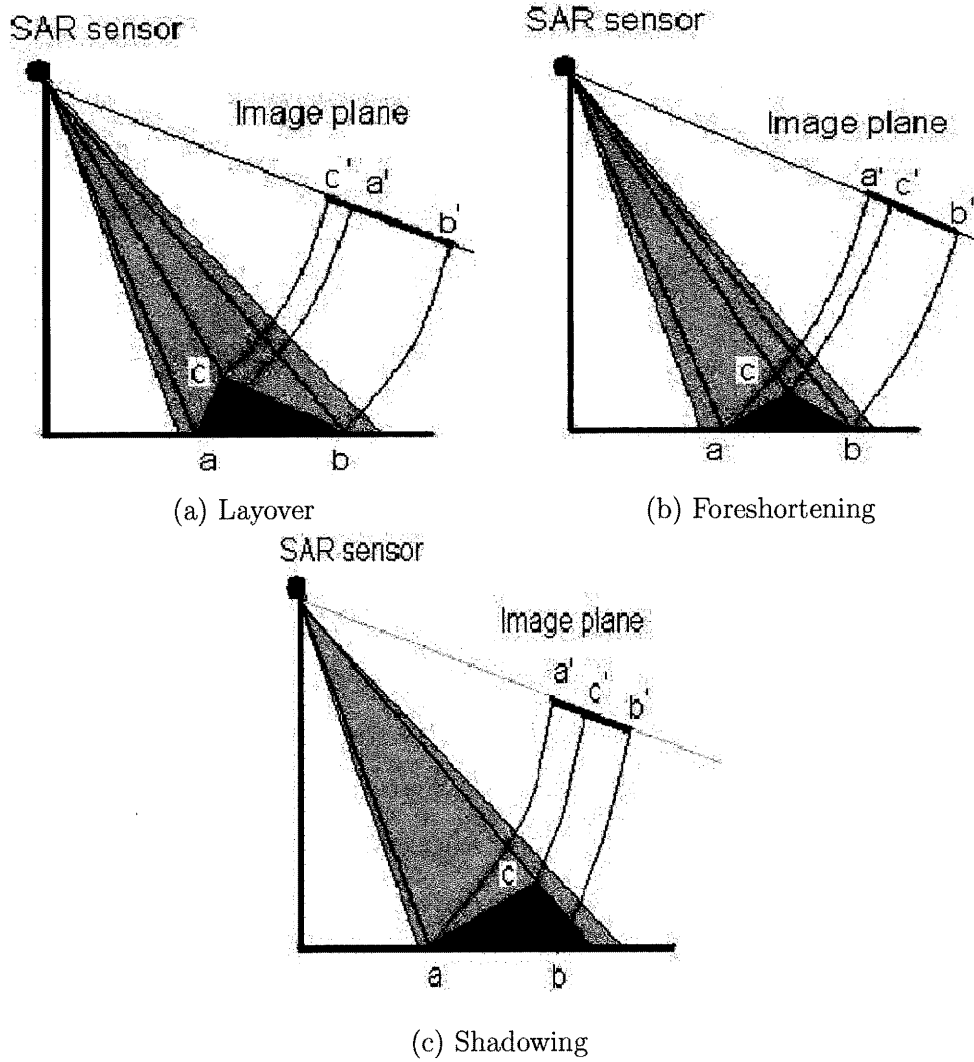 SAR sensor
Image plane
c' a' b'
c
a b
(a) Layover
SAR sensor
Image plane
a' c' b'
c
a b
(b) Foreshortening
SAR sensor
Image plane
a' c' b'
c
a b
(c) Shadowing